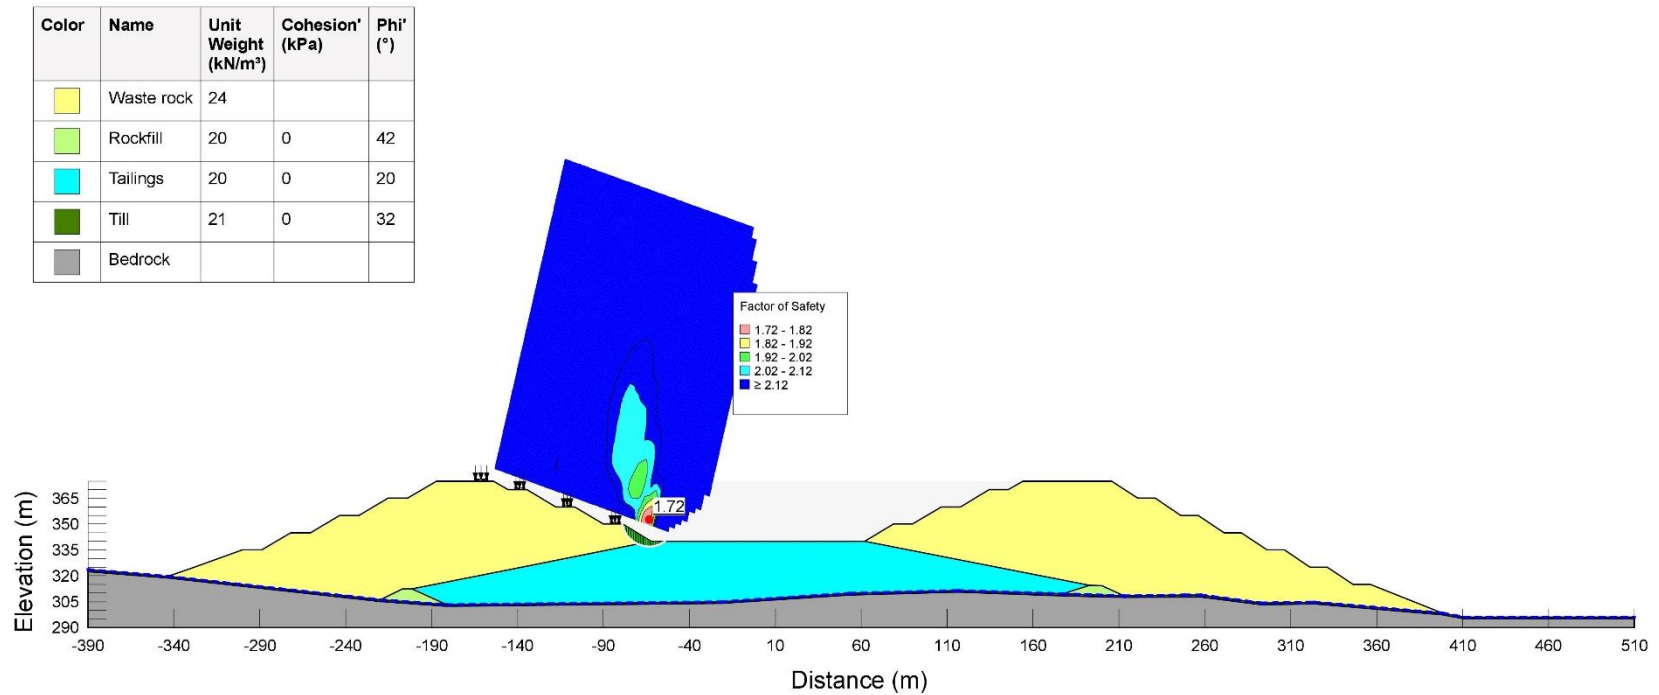 Color Name Unit Weight (kN/m³) Cohesion' (kPa) Phi' (°)
Waste rock 24
Rockfill 20 0 42
Tailings 20 0 20
Till 21 0 32
Bedrock
Factor of Safety
1.72 - 1.82
1.82 - 1.92
1.92 - 2.02
2.02 - 2.12
≥ 2.12
1.72
Elevation (m)
365
350
335
320
305
290
-390 -340 -290 -240 -190 -140 -90 -40 10 60 110 160 210 260 310 360 410 460 510
Distance (m)